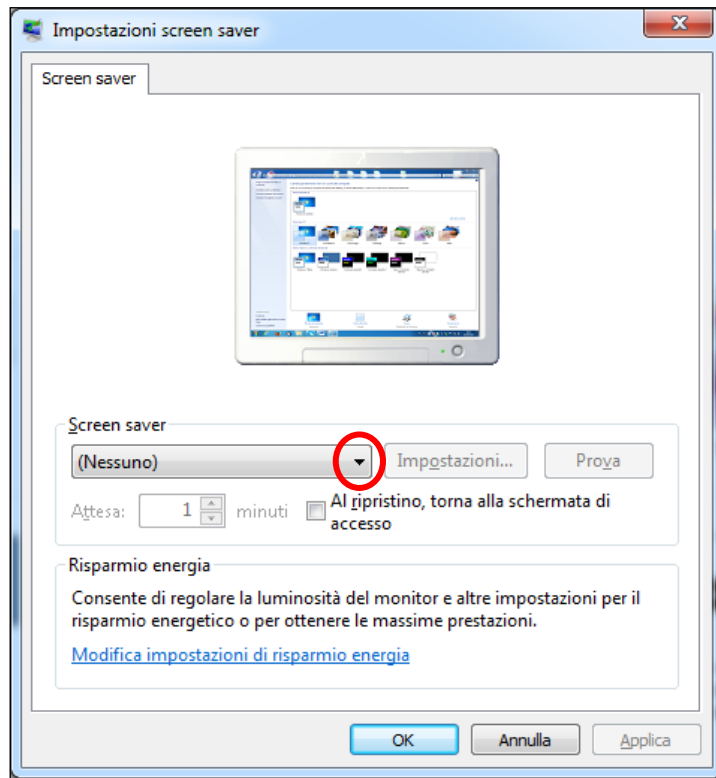 Impostazioni screen saver
Screen saver
Screen saver
(Nessuno)
Impostazioni...
Prova
Attesa: 1 minuti
Al ripristino, torna alla schermata di
accesso
Risparmio energia
Consente di regolare la luminosità del monitor e altre impostazioni per il
risparmio energetico o per ottenere le massime prestazioni.
Modifica impostazioni di risparmio energia
OK
Annulla
Applica